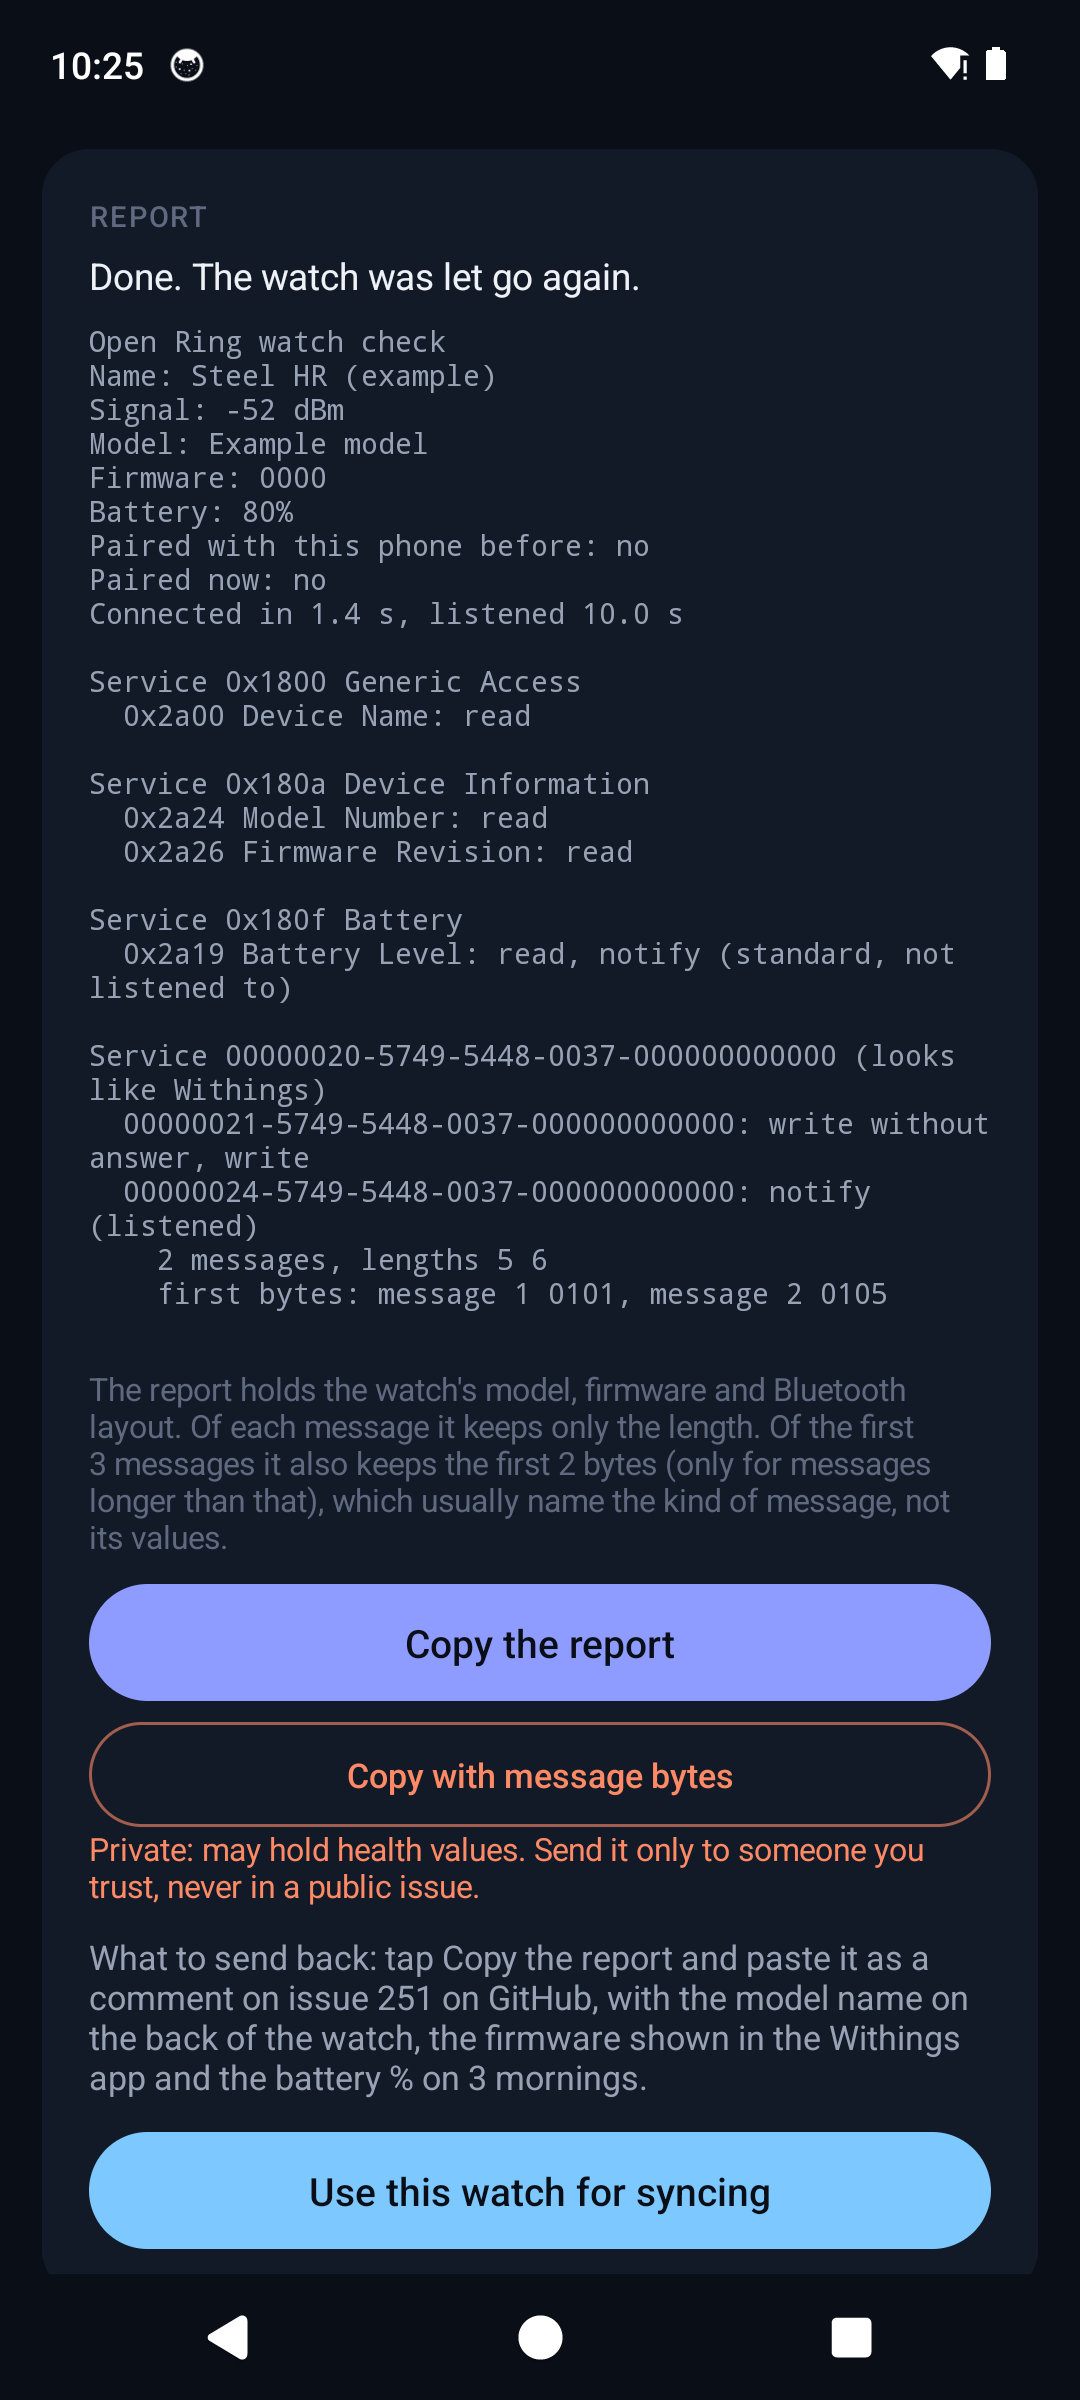 10:25
REPORT
Done. The watch was let go again.
Open Ring watch check
Name: Steel HR (example)
Signal: -52 dBm
Model: Example model
Firmware: 0000
Battery: 80%
Paired with this phone before: no
Paired now: no
Connected in 1.4 s, listened 10.0 s
Service 0x1800 Generic Access
0x2a00 Device Name: read
Service 0x180a Device Information
0x2a24 Model Number: read
0x2a26 Firmware Revision: read
Service 0x180f Battery
0x2a19 Battery Level: read, notify (standard, not
listened to)
Service 00000020-5749-5448-0037-000000000000 (looks
like Withings)
00000021-5749-5448-0037-000000000000: write without
answer, write
00000024-5749-5448-0037-000000000000: notify
(listened)
2 messages, lengths 5 6
first bytes: message 1 0101, message 2 0105
The report holds the watch's model, firmware and Bluetooth
layout. Of each message it keeps only the length. Of the first
3 messages it also keeps the first 2 bytes (only for messages
longer than that), which usually name the kind of message, not
its values.
Copy the report
Copy with message bytes
Private: may hold health values. Send it only to someone you
trust, never in a public issue.
What to send back: tap Copy the report and paste it as a
comment on issue 251 on GitHub, with the model name on
the back of the watch, the firmware shown in the Withings
app and the battery % on 3 mornings.
Use this watch for syncing